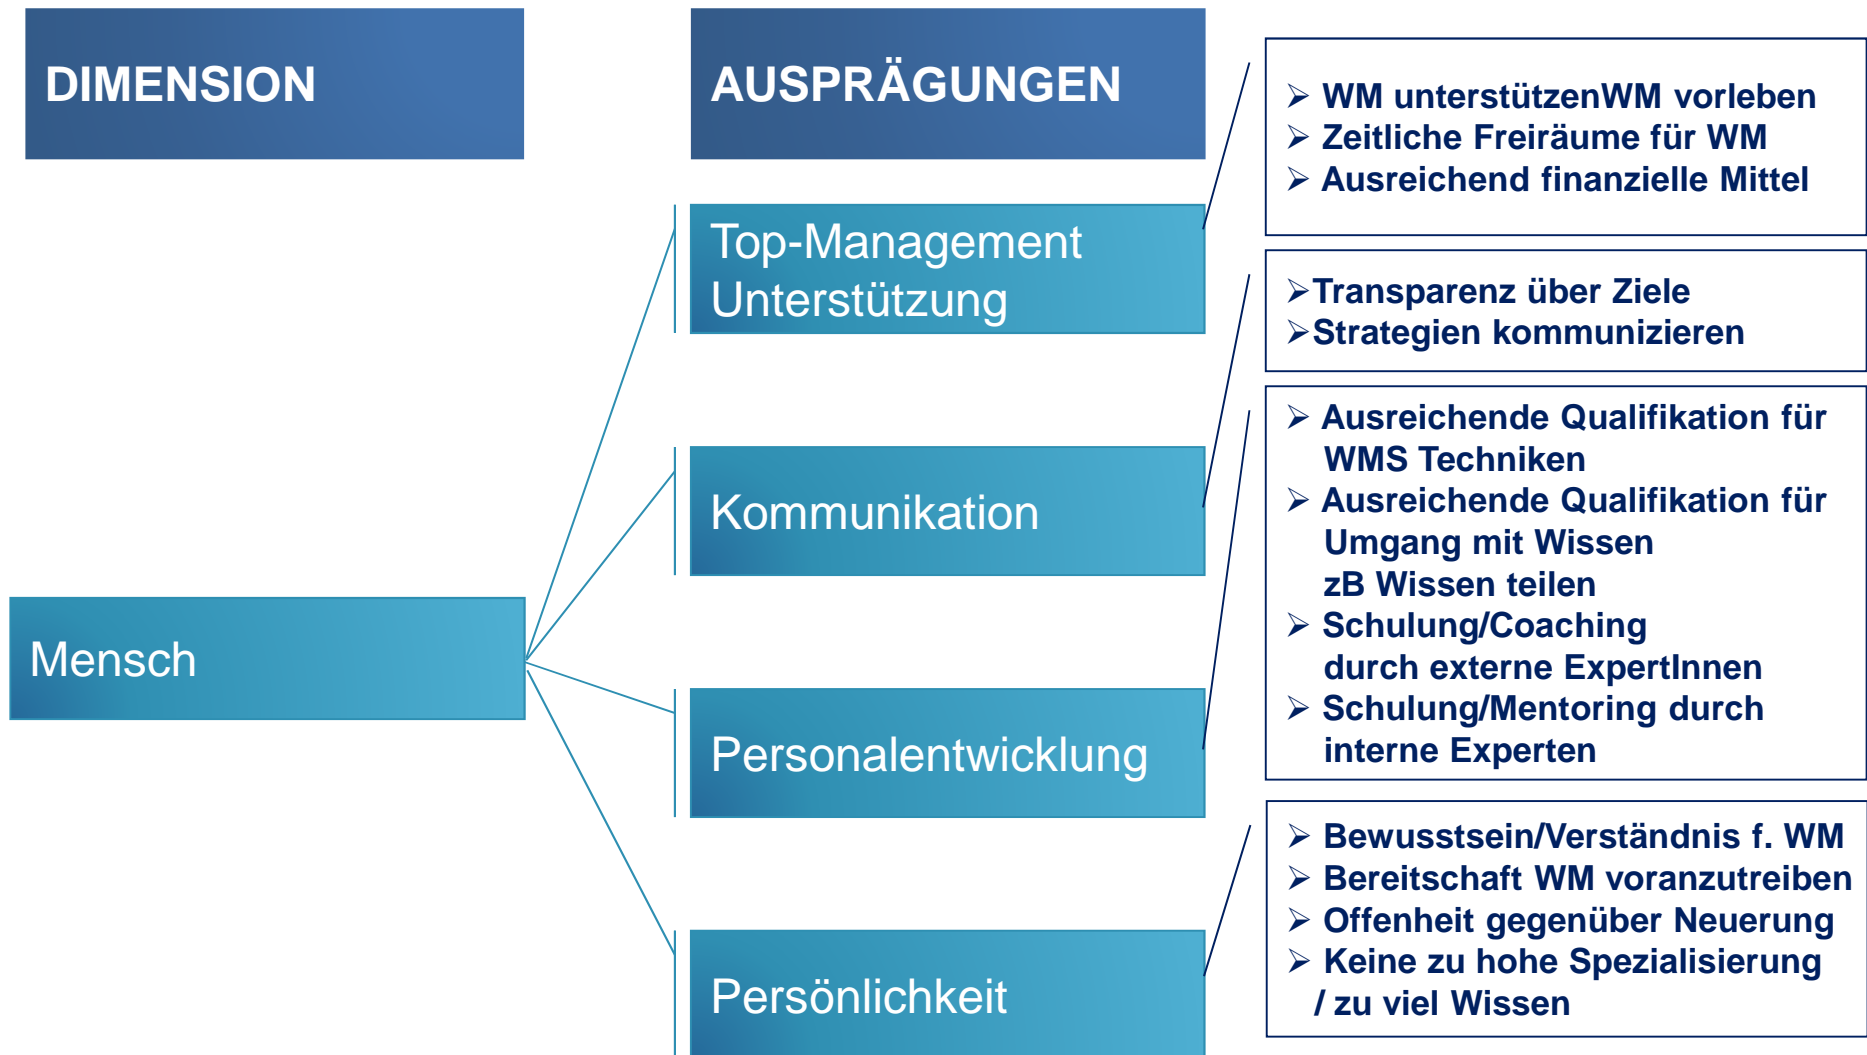 DIMENSION
AUSPRÄGUNGEN
Mensch
Top-Management
Unterstützung
➢ WM unterstützenWM vorleben
➢ Zeitliche Freiräume für WM
➢ Ausreichend finanzielle Mittel
Kommunikation
➢Transparenz über Ziele
➢Strategien kommunizieren
Personalentwicklung
➢ Ausreichende Qualifikation für
WMS Techniken
➢ Ausreichende Qualifikation für
Umgang mit Wissen
zB Wissen teilen
➢ Schulung/Coaching
durch externe ExpertInnen
➢ Schulung/Mentoring durch
interne Experten
Persönlichkeit
➢ Bewusstsein/Verständnis f. WM
➢ Bereitschaft WM voranzutreiben
➢ Offenheit gegenüber Neuerung
➢ Keine zu hohe Spezialisierung
/ zu viel Wissen